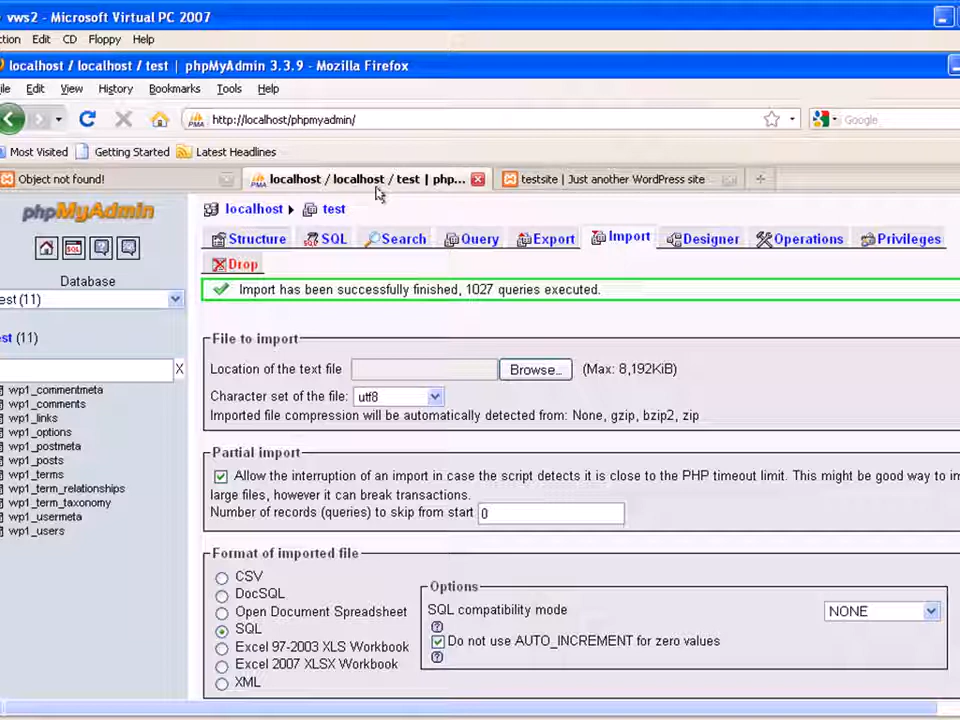 vws2 - Microsoft Virtual PC 2007
ction Edit CD Floppy Help
localhost / localhost / test | phpMyAdmin 3.3.9 - Mozilla Firefox
ile Edit View History Bookmarks Tools Help
http://localhost/phpmyadmin/
Google
Most Visited Getting Started Latest Headlines
Object not found!
localhost / localhost / test | php...
testsite | Just another WordPress site
phpMyAdmin
localhost test
Structure SQL Search Query Export Import Designer Operations Privileges
Drop
Database
est (11)
est (11)
X
wp1_commentmeta
wp1_comments
wp1_links
wp1_options
wp1_postmeta
wp1_posts
wp1_terms
wp1_term_relationships
wp1_term_taxonomy
wp1_usermeta
wp1_users
Import has been successfully finished, 1027 queries executed.
File to import
Location of the text file Browse... (Max: 8,192KiB)
Character set of the file: utf8
Imported file compression will be automatically detected from: None, gzip, bzip2, zip
Partial import
Allow the interruption of an import in case the script detects it is close to the PHP timeout limit. This might be good way to im
large files, however it can break transactions.
Number of records (queries) to skip from start 0
Format of imported file
CSV
DocSQL
Open Document Spreadsheet
SQL
Excel 97-2003 XLS Workbook
Excel 2007 XLSX Workbook
XML
Options
SQL compatibility mode NONE
Do not use AUTO_INCREMENT for zero values